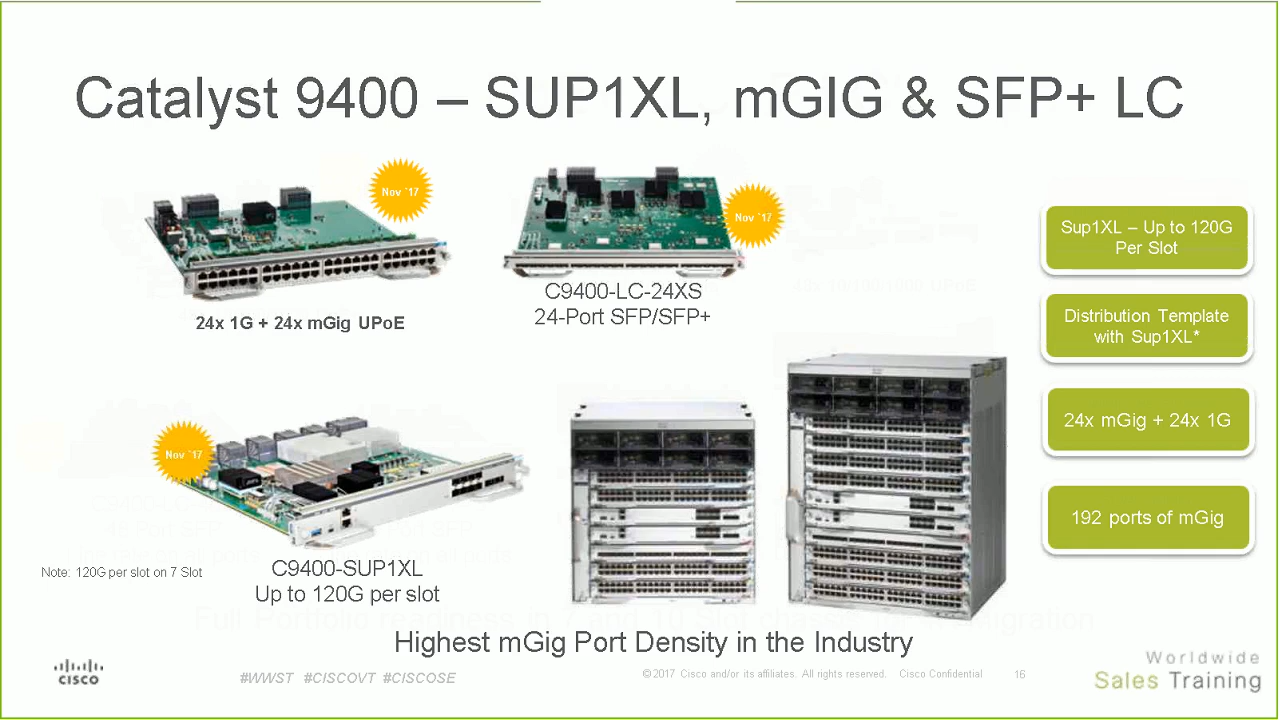 Catalyst 9400 – SUP1XL, mGIG & SFP+ LC
Nov `17
24x 1G + 24x mGig UPoE
Nov `17
C9400-LC-24XS
24-Port SFP/SFP+
Sup1XL – Up to 120G
Per Slot
Distribution Template
with Sup1XL*
24x mGig + 24x 1G
192 ports of mGig
Nov `17
Note: 120G per slot on 7 Slot
C9400-SUP1XL
Up to 120G per slot
Highest mGig Port Density in the Industry
CISCO
#WWST #CISCOVT #CISCOSE
©2017 Cisco and/or its affiliates. All rights reserved. Cisco Confidential
16
Worldwide
Sales Training